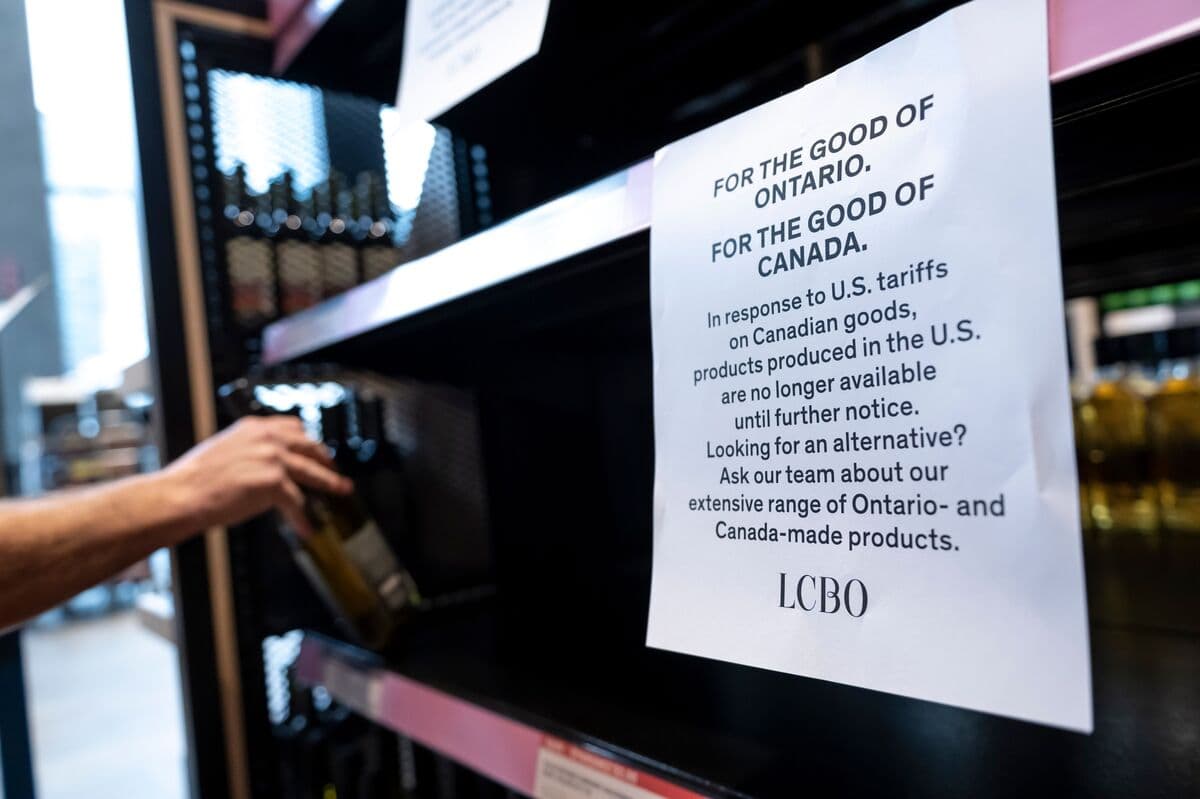 FOR THE GOOD OF
ONTARIO.
FOR THE GOOD OF
CANADA.
In response to U.S. tariffs
on Canadian goods,
products produced in the U.S.
are no longer available
until further notice.
Looking for an alternative?
Ask our team about our
extensive range of Ontario- and
Canada-made products.
LCBO